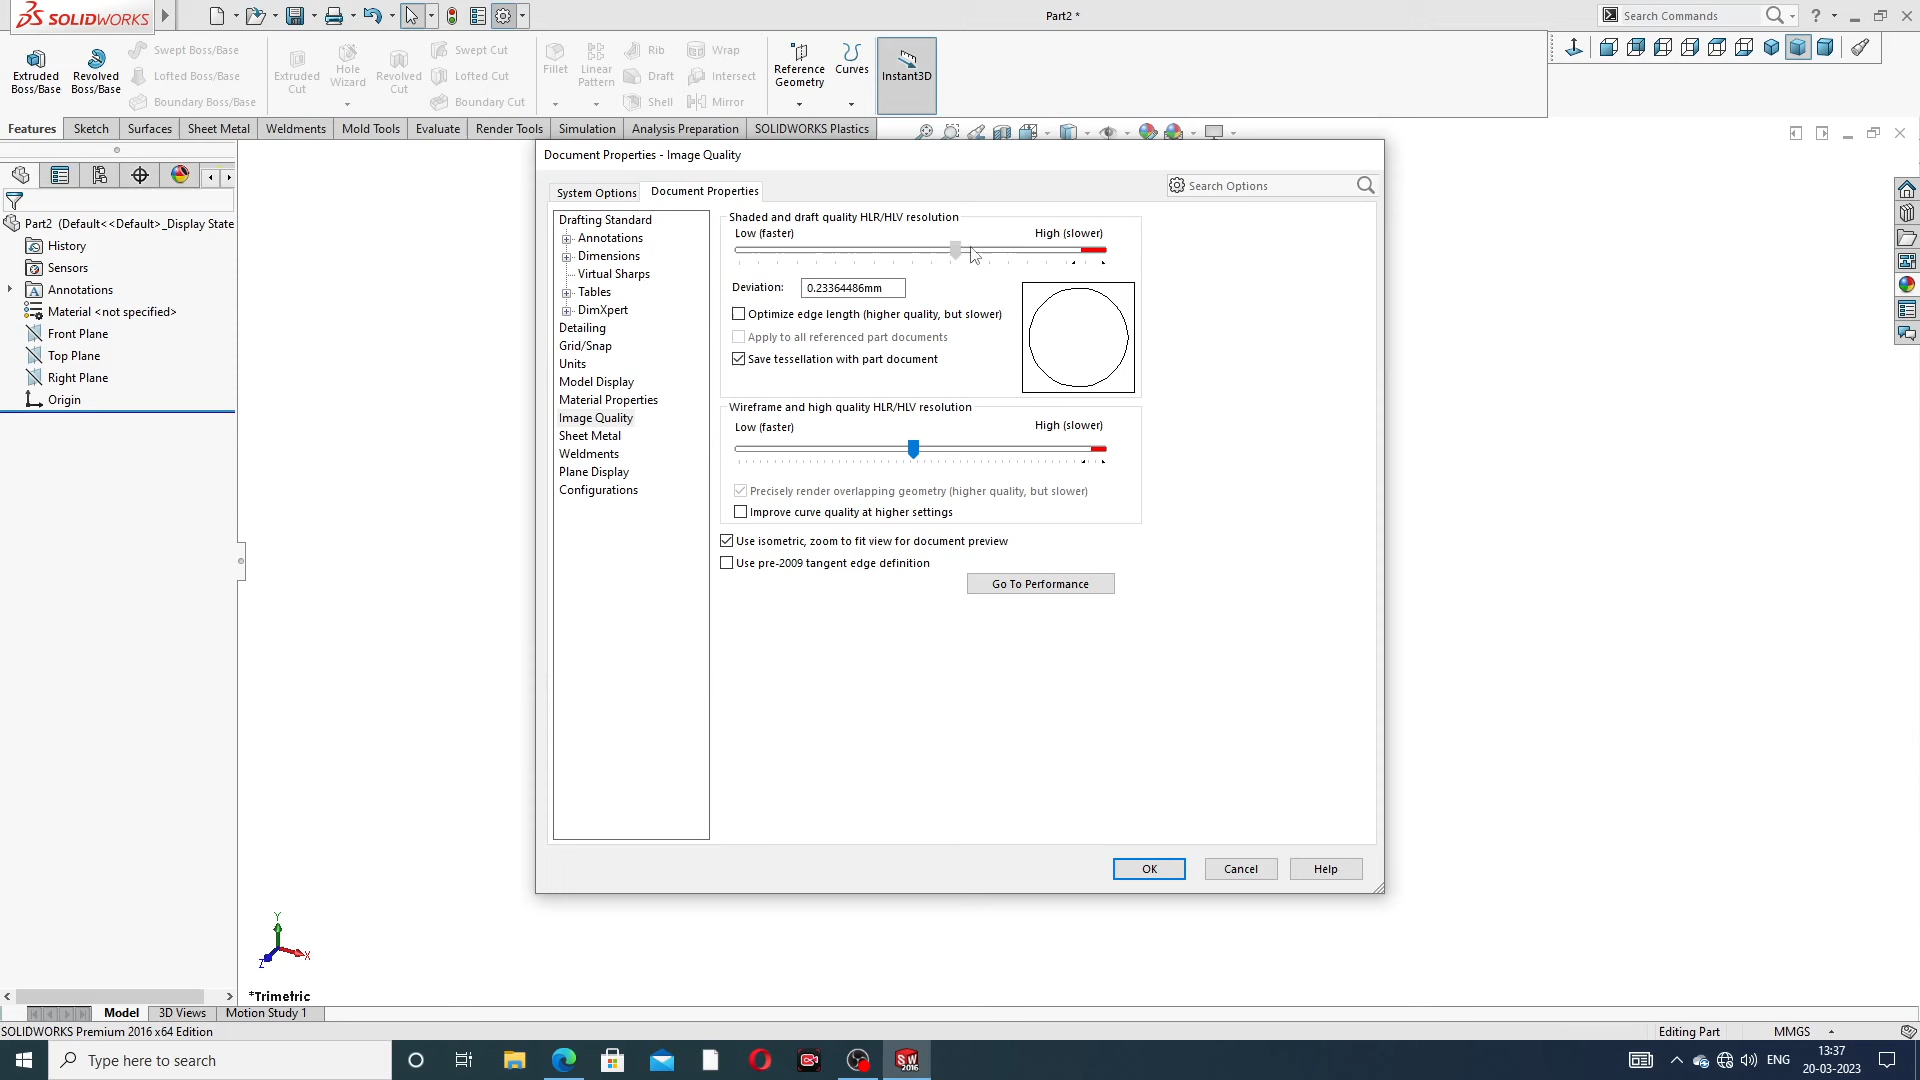 SOLIDWORKS
Part2 *
Search Commands
Extruded Boss/Base
Revolved Boss/Base
Swept Boss/Base
Lofted Boss/Base
Boundary Boss/Base
Extruded Cut
Hole Wizard
Revolved Cut
Swept Cut
Lofted Cut
Boundary Cut
Fillet
Linear Pattern
Rib
Draft
Shell
Wrap
Intersect
Mirror
Reference Geometry
Curves
Instant3D
Features
Sketch
Surfaces
Sheet Metal
Weldments
Mold Tools
Evaluate
Render Tools
Simulation
Analysis Preparation
SOLIDWORKS Plastics
Part2 (Default<<Default>_Display State
History
Sensors
Annotations
Material <not specified>
Front Plane
Top Plane
Right Plane
Origin
Document Properties - Image Quality
System Options
Document Properties
Search Options
Drafting Standard
Annotations
Dimensions
Virtual Sharps
Tables
DimXpert
Detailing
Grid/Snap
Units
Model Display
Material Properties
Image Quality
Sheet Metal
Weldments
Plane Display
Configurations
Shaded and draft quality HLR/HLV resolution
Low (faster)
High (slower)
Deviation:
0.23364486mm
Optimize edge length (higher quality, but slower)
Apply to all referenced part documents
Save tessellation with part document
Wireframe and high quality HLR/HLV resolution
Low (faster)
High (slower)
Precisely render overlapping geometry (higher quality, but slower)
Improve curve quality at higher settings
Use isometric, zoom to fit view for document preview
Use pre-2009 tangent edge definition
Go To Performance
OK
Cancel
Help
Y
X
Z
*Trimetric
Model
3D Views
Motion Study 1
SOLIDWORKS Premium 2016 x64 Edition
Editing Part
MMGS
Type here to search
SW
2016
ENG
13:37
20-03-2023